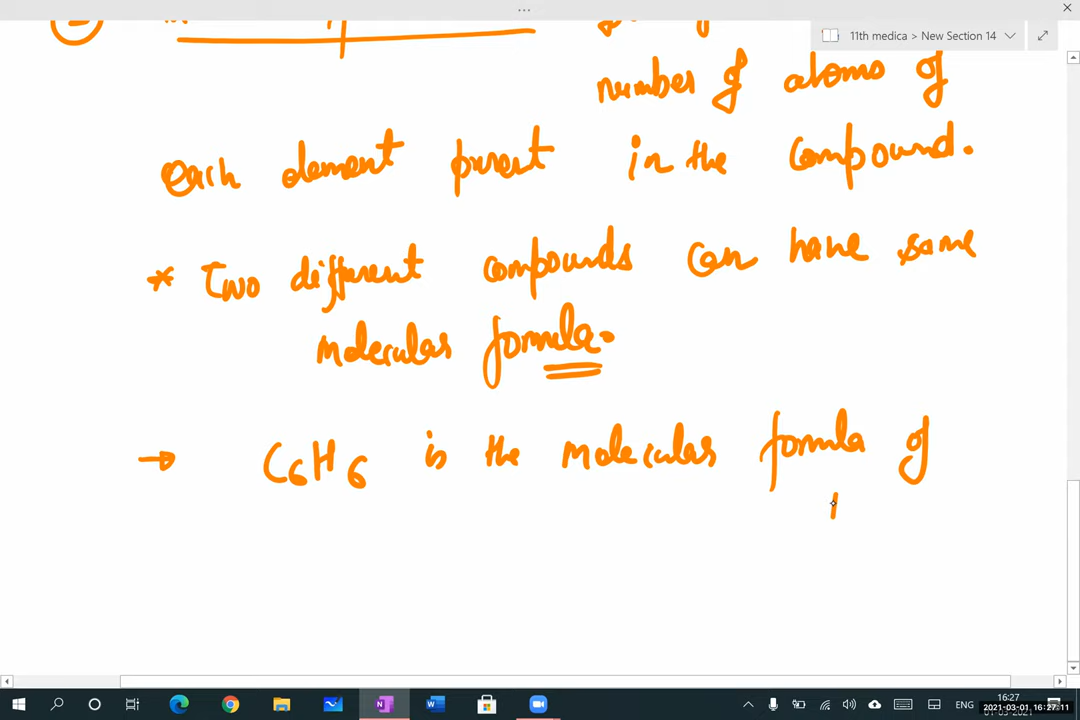 11th medica > New Section 14
number of atoms of
each element present in the compound.
* Two different compounds can have same
molecular formula.
→ C6H6 is the molecular formula of
ENG
16:27
2021-03-01 16:27:11